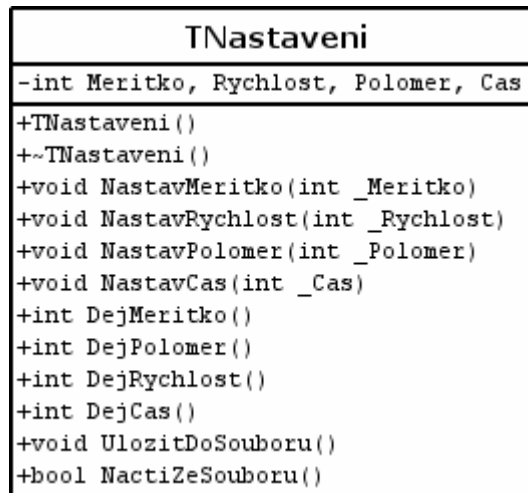 TNastaveni
-int Meritko, Rychlost, Polomer, Cas
+TNastaveni()
+~TNastaveni()
+void NastavMeritko(int _Meritko)
+void NastavRychlost(int _Rychlost)
+void NastavPolomer(int _Polomer)
+void NastavCas(int _Cas)
+int DejMeritko()
+int DejPolomer()
+int DejRychlost()
+int DejCas()
+void UlozitDoSouboru()
+bool NactiZeSouboru()